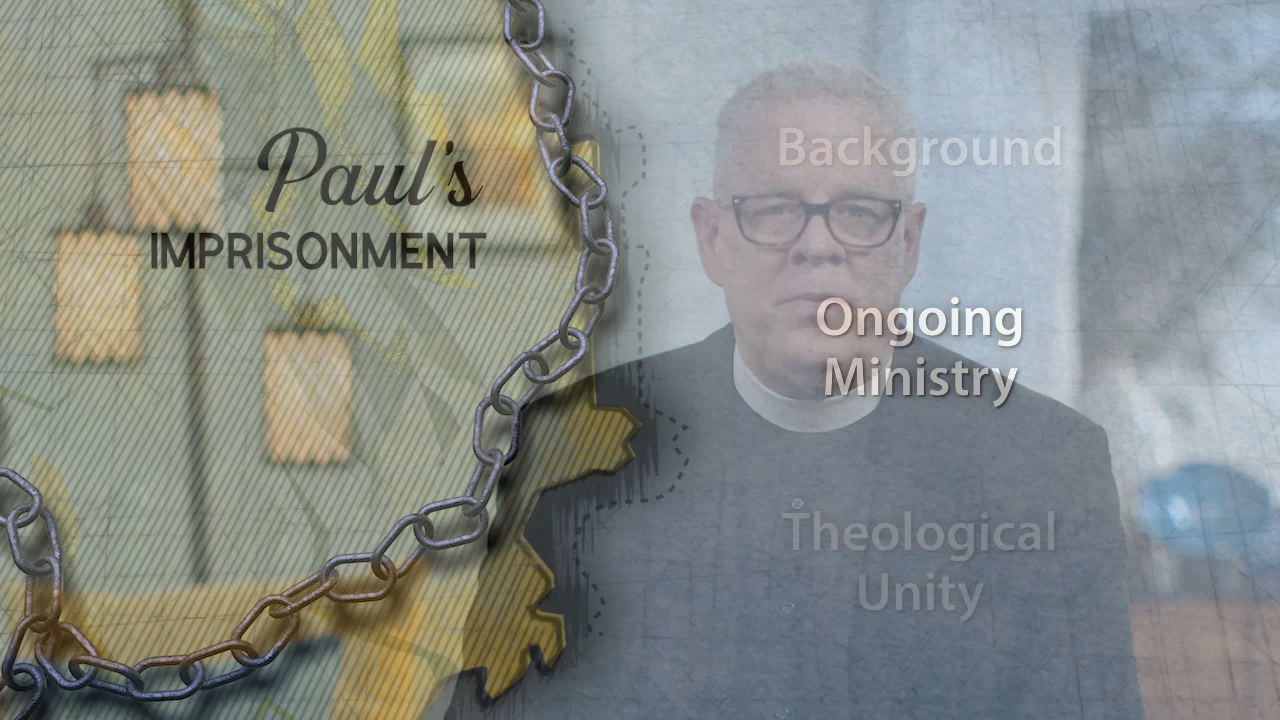 Paul's
IMPRISONMENT
Background
Ongoing
Ministry
Theological
Unity